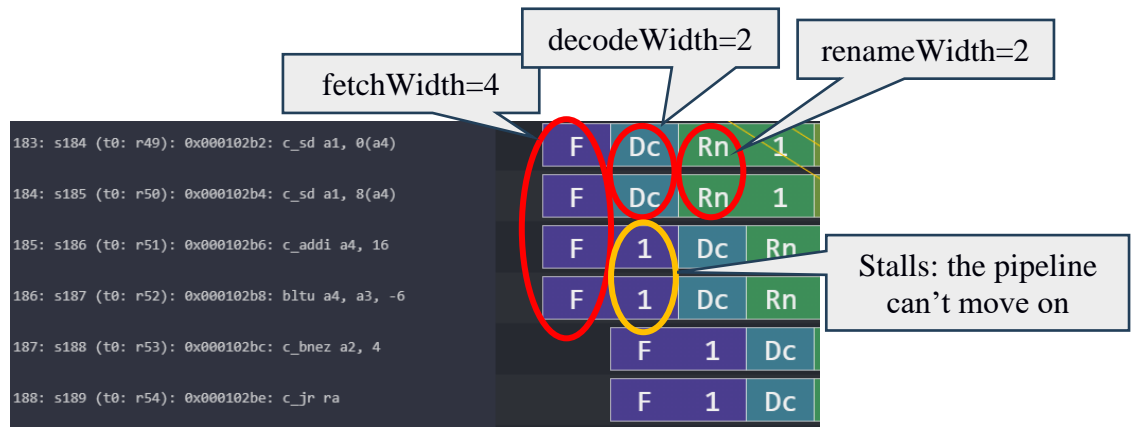 decodeWidth=2
renameWidth=2
fetchWidth=4
183: s184 (t0: r49): 0x000102b2: c_sd a1, 0(a4)
F Dc Rn 1
184: s185 (t0: r50): 0x000102b4: c_sd a1, 8(a4)
F Dc Rn 1
185: s186 (t0: r51): 0x000102b6: c_addi a4, 16
F 1 Dc Rn
186: s187 (t0: r52): 0x000102b8: bltu a4, a3, -6
F 1 Dc Rn
Stalls: the pipeline
can't move on
187: s188 (t0: r53): 0x000102bc: c_bnez a2, 4
F 1 Dc
188: s189 (t0: r54): 0x000102be: c_jr ra
F 1 Dc